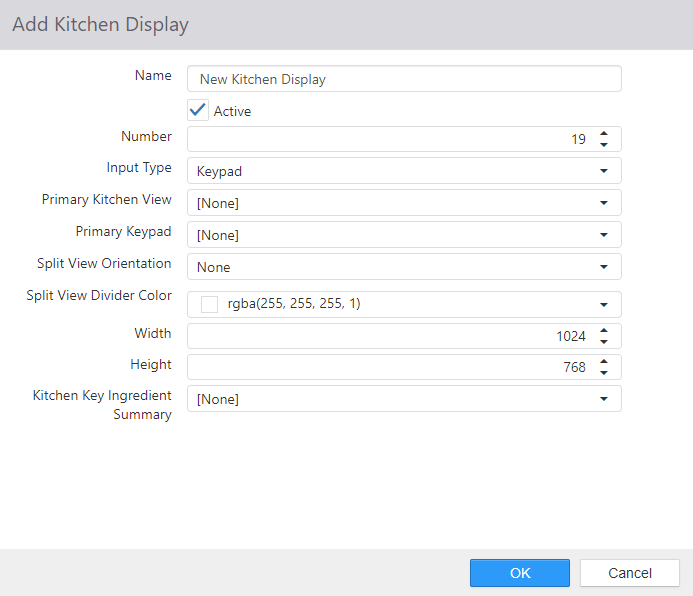 Add Kitchen Display
Name New Kitchen Display
Active
Number 19
Input Type Keypad
Primary Kitchen View [None]
Primary Keypad [None]
Split View Orientation None
Split View Divider Color rgba(255, 255, 255, 1)
Width 1024
Height 768
Kitchen Key Ingredient [None]
Summary
OK Cancel